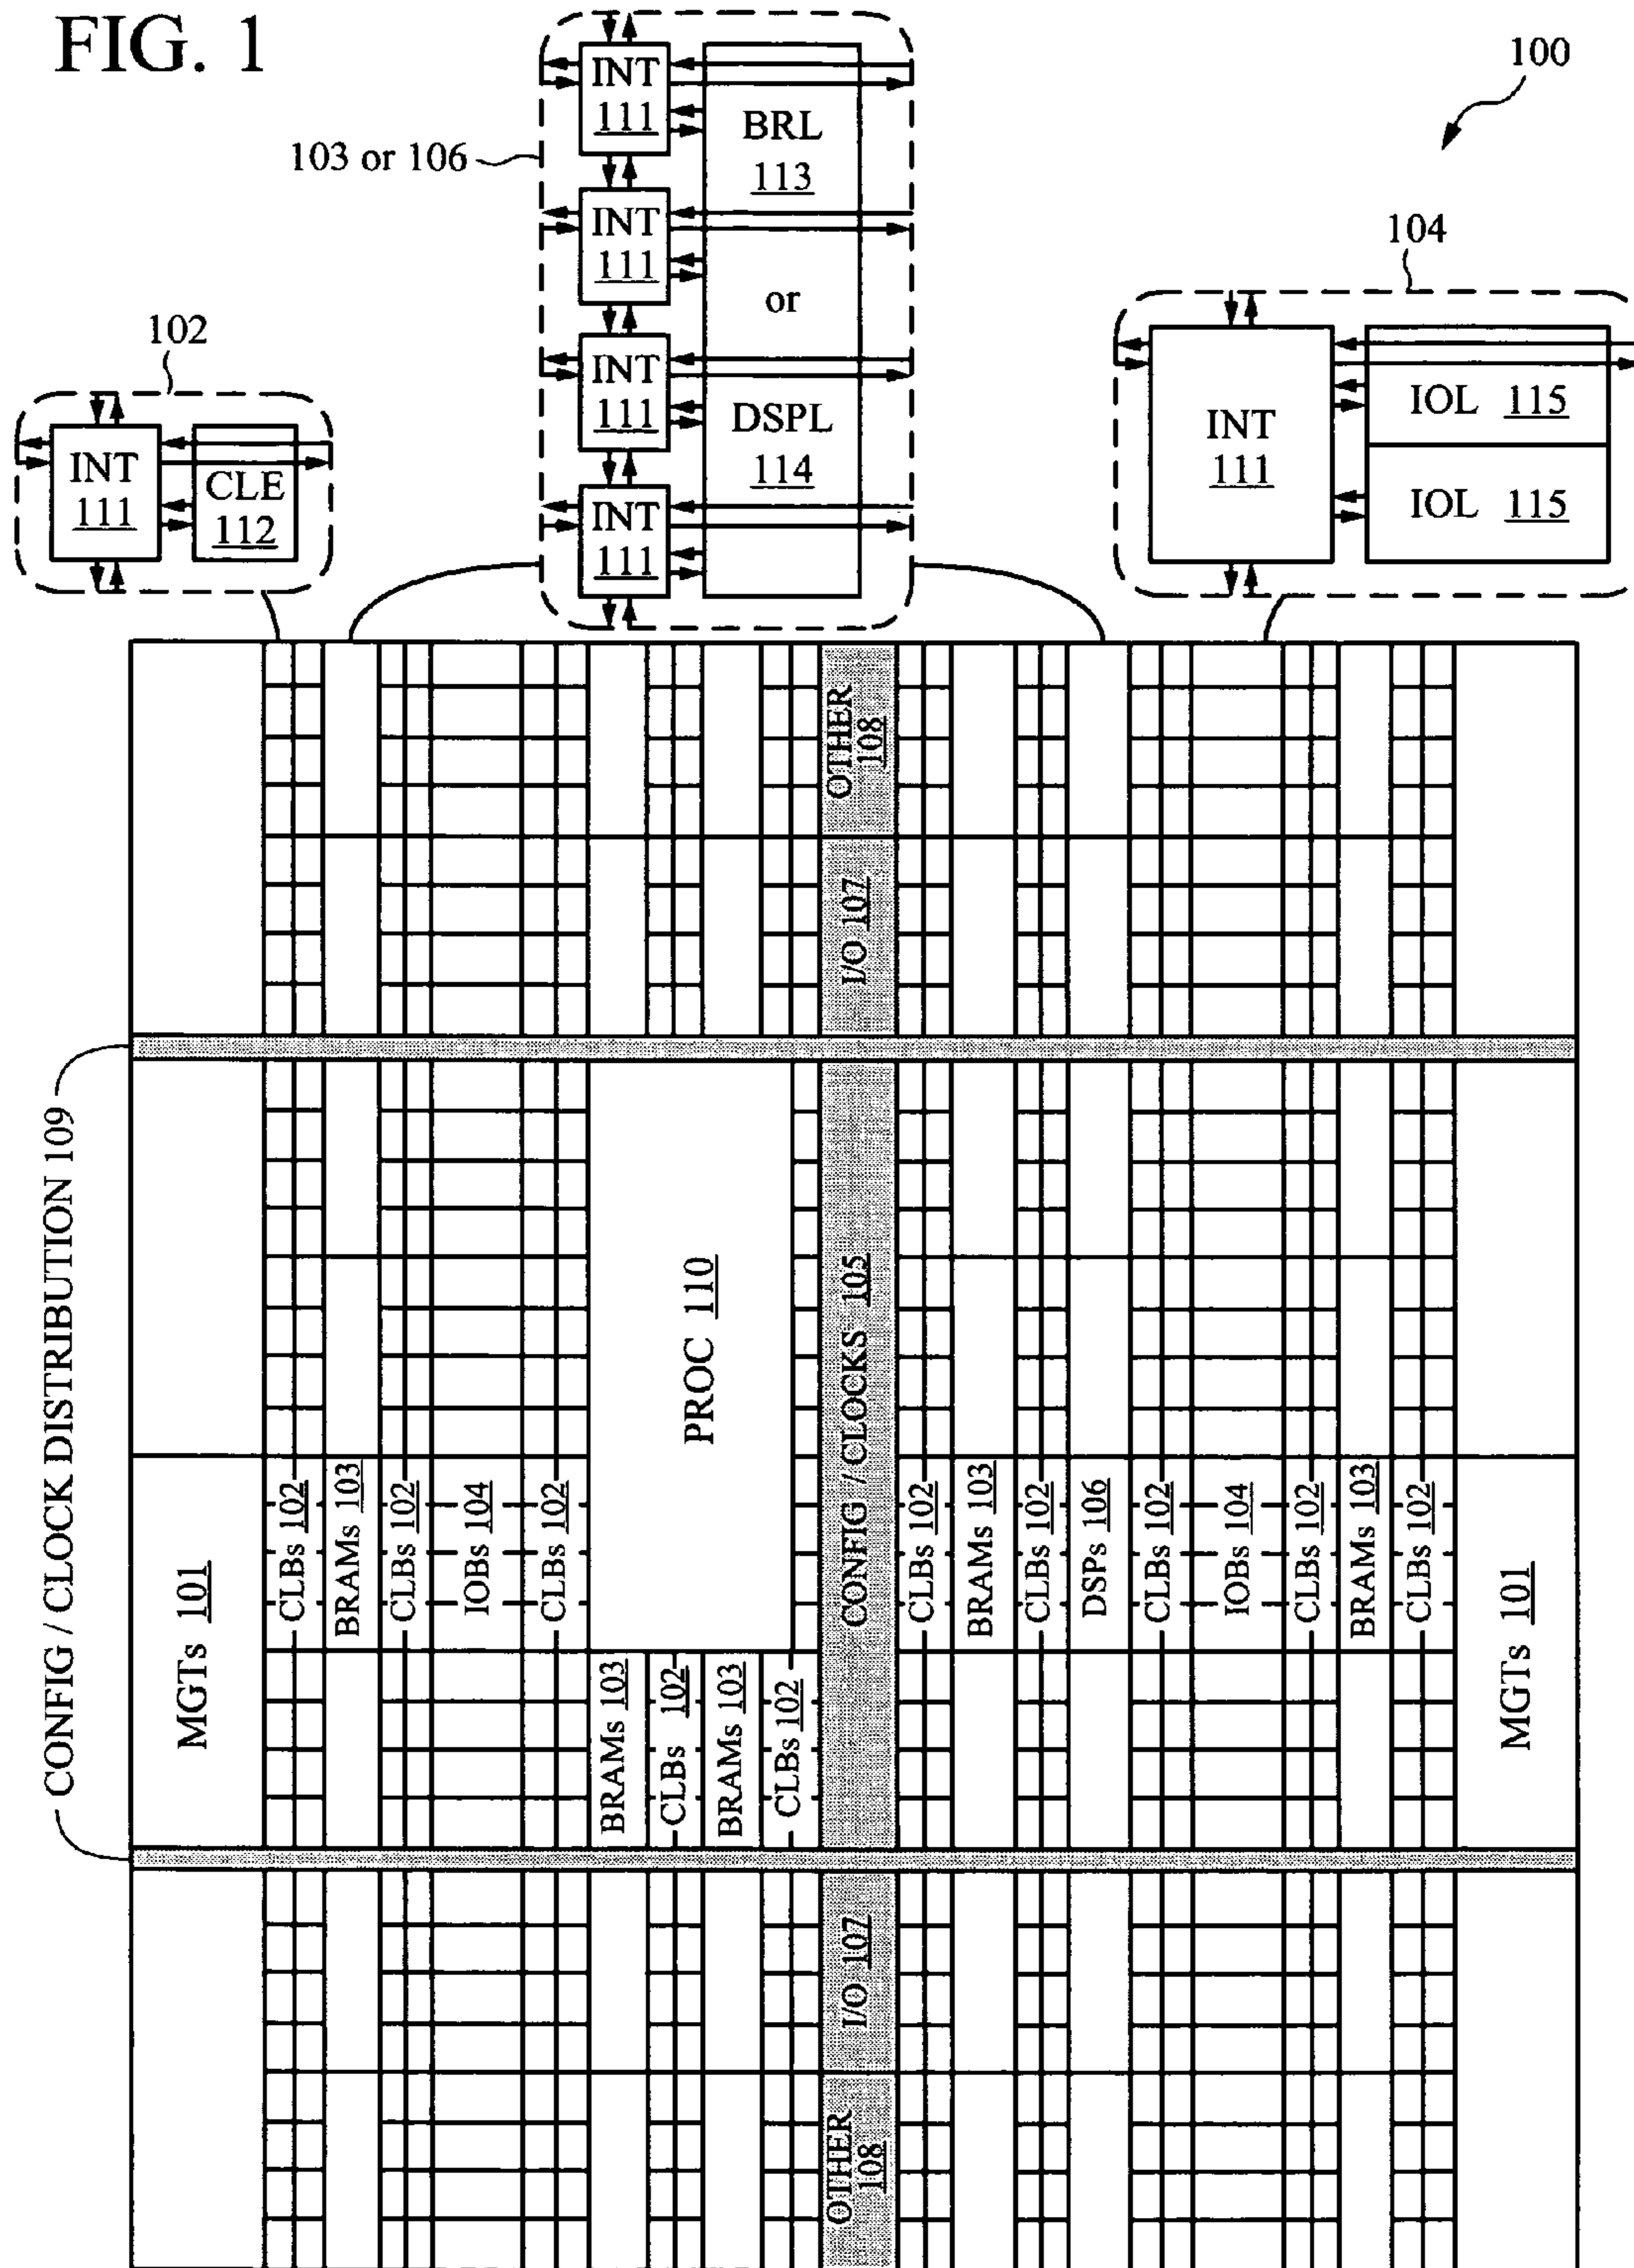 FIG. 1
100
103 or 106
104
102
INT
111
INT
111
INT
111
INT
111
BRL
113
or
DSPL
114
INT
111
CLE
112
INT
111
IOL 115
IOL 115
OTHER
108
I/O 107
CONFIG / CLOCK DISTRIBUTION 109
PROC 110
CONFIG / CLOCKS 105
MGTs 101
CLBs 102
BRAMs 103
CLBs 102
IOBs 104
CLBs 102
BRAMs 103
CLBs 102
BRAMs 103
CLBs 102
CLBs 102
BRAMs 103
CLBs 102
DSPs 106
CLBs 102
IOBs 104
CLBs 102
BRAMs 103
CLBs 102
MGTs 101
I/O 107
OTHER
108